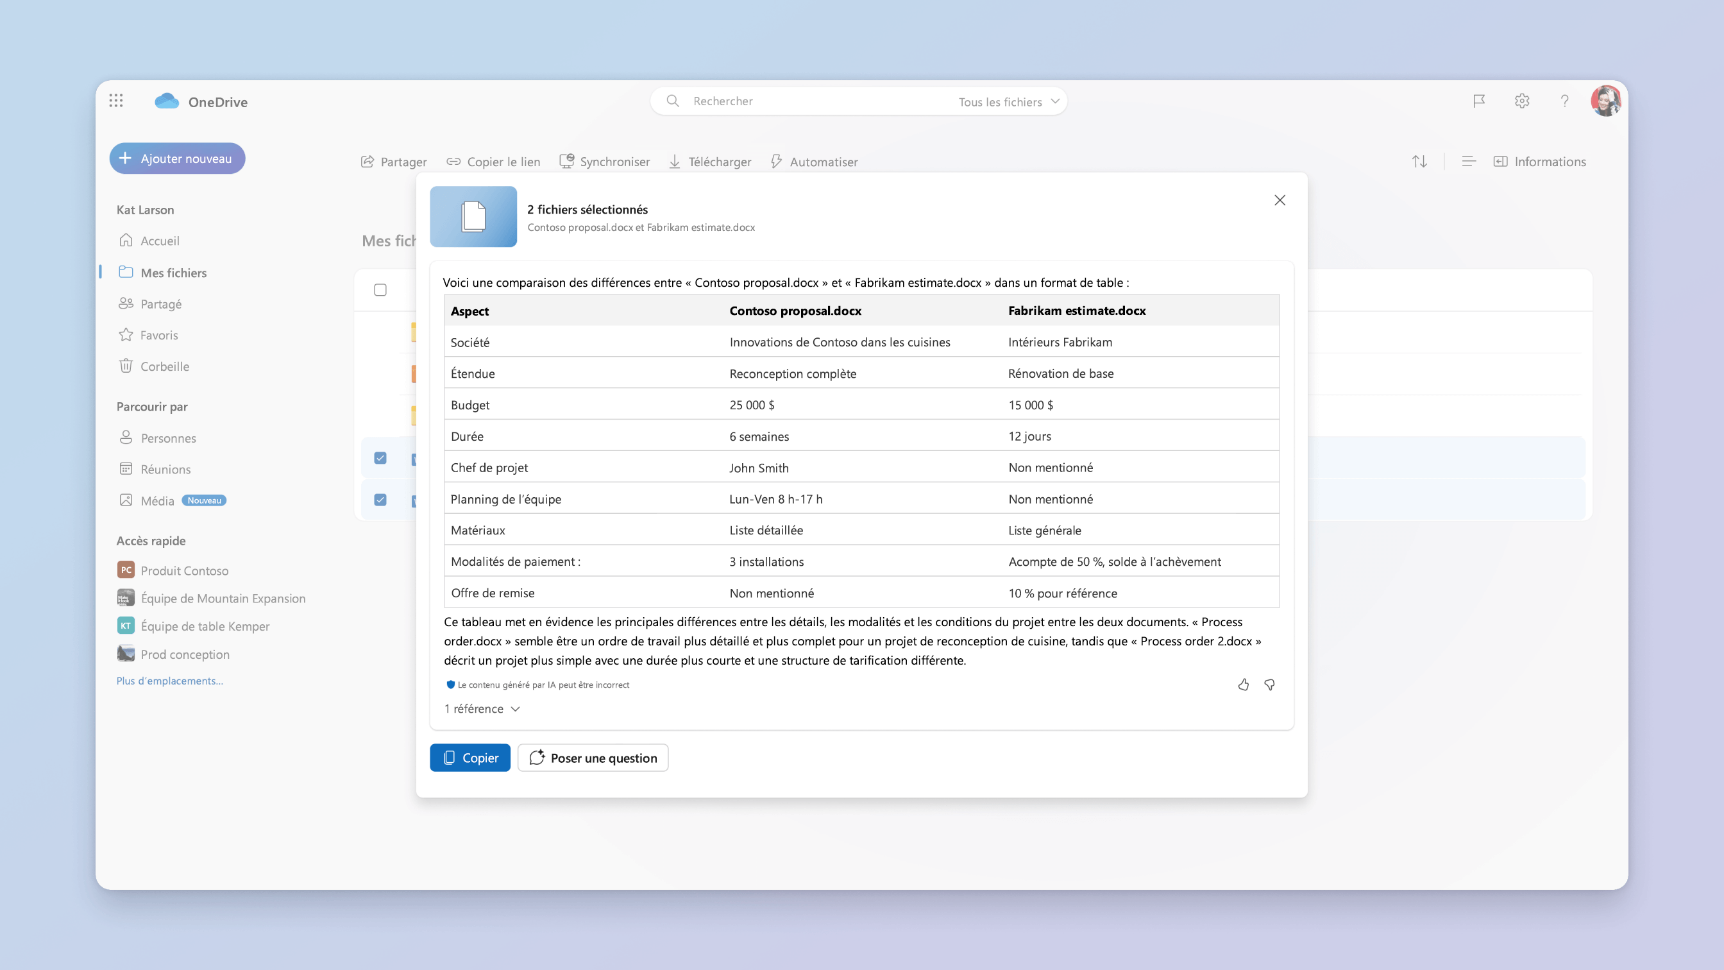 OneDrive
Rechercher
Tous les fichiers
Ajouter nouveau
Partager
Copier le lien
Synchroniser
Télécharger
Automatiser
Informations
Kat Larson
Accueil
Mes fichiers
Partagé
Favoris
Corbeille
Parcourir par
Personnes
Réunions
Média Nouveau
Accès rapide
PC Produit Contoso
Équipe de Mountain Expansion
KT Équipe de table Kemper
Prod conception
Plus d'emplacements...
Mes fich
2 fichiers sélectionnés
Contoso proposal.docx et Fabrikam estimate.docx
Voici une comparaison des différences entre « Contoso proposal.docx » et « Fabrikam estimate.docx » dans un format de table :
Aspect Contoso proposal.docx Fabrikam estimate.docx
Société Innovations de Contoso dans les cuisines Intérieurs Fabrikam
Étendue Reconception complète Rénovation de base
Budget 25 000 $ 15 000 $
Durée 6 semaines 12 jours
Chef de projet John Smith Non mentionné
Planning de l'équipe Lun-Ven 8 h-17 h Non mentionné
Matériaux Liste détaillée Liste générale
Modalités de paiement : 3 installations Acompte de 50 %, solde à l'achèvement
Offre de remise Non mentionné 10 % pour référence
Ce tableau met en évidence les principales différences entre les détails, les modalités et les conditions du projet entre les deux documents. « Process
order.docx » semble être un ordre de travail plus détaillé et plus complet pour un projet de reconception de cuisine, tandis que « Process order 2.docx »
décrit un projet plus simple avec une durée plus courte et une structure de tarification différente.
Le contenu généré par IA peut être incorrect
1 référence
Copier
Poser une question